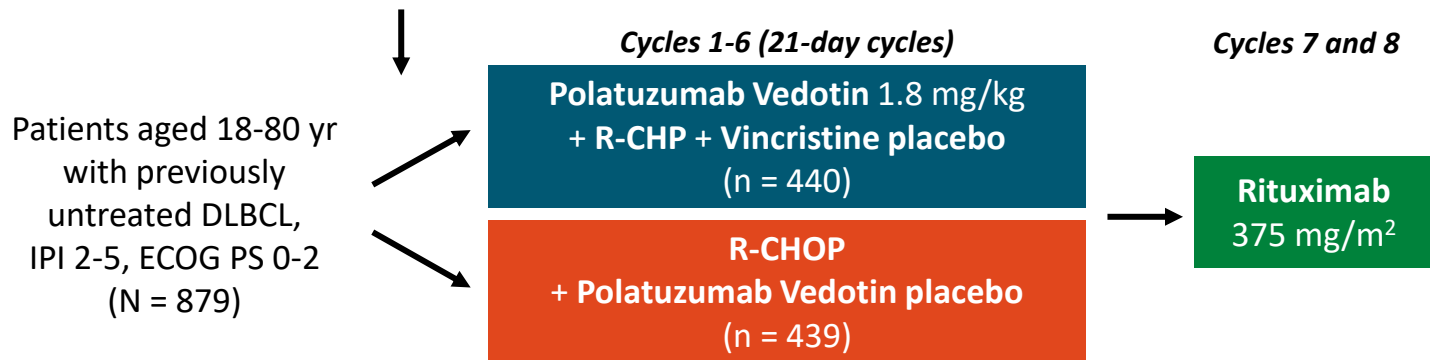 Cycles 1-6 (21-day cycles)
Cycles 7 and 8
Patients aged 18-80 yr
with previously
untreated DLBCL,
IPI 2-5, ECOG PS 0-2
(N = 879)
Polatuzumab Vedotin 1.8 mg/kg
+ R-CHP + Vincristine placebo
(n = 440)
R-CHOP
+ Polatuzumab Vedotin placebo
(n = 439)
Rituximab
375 mg/m²